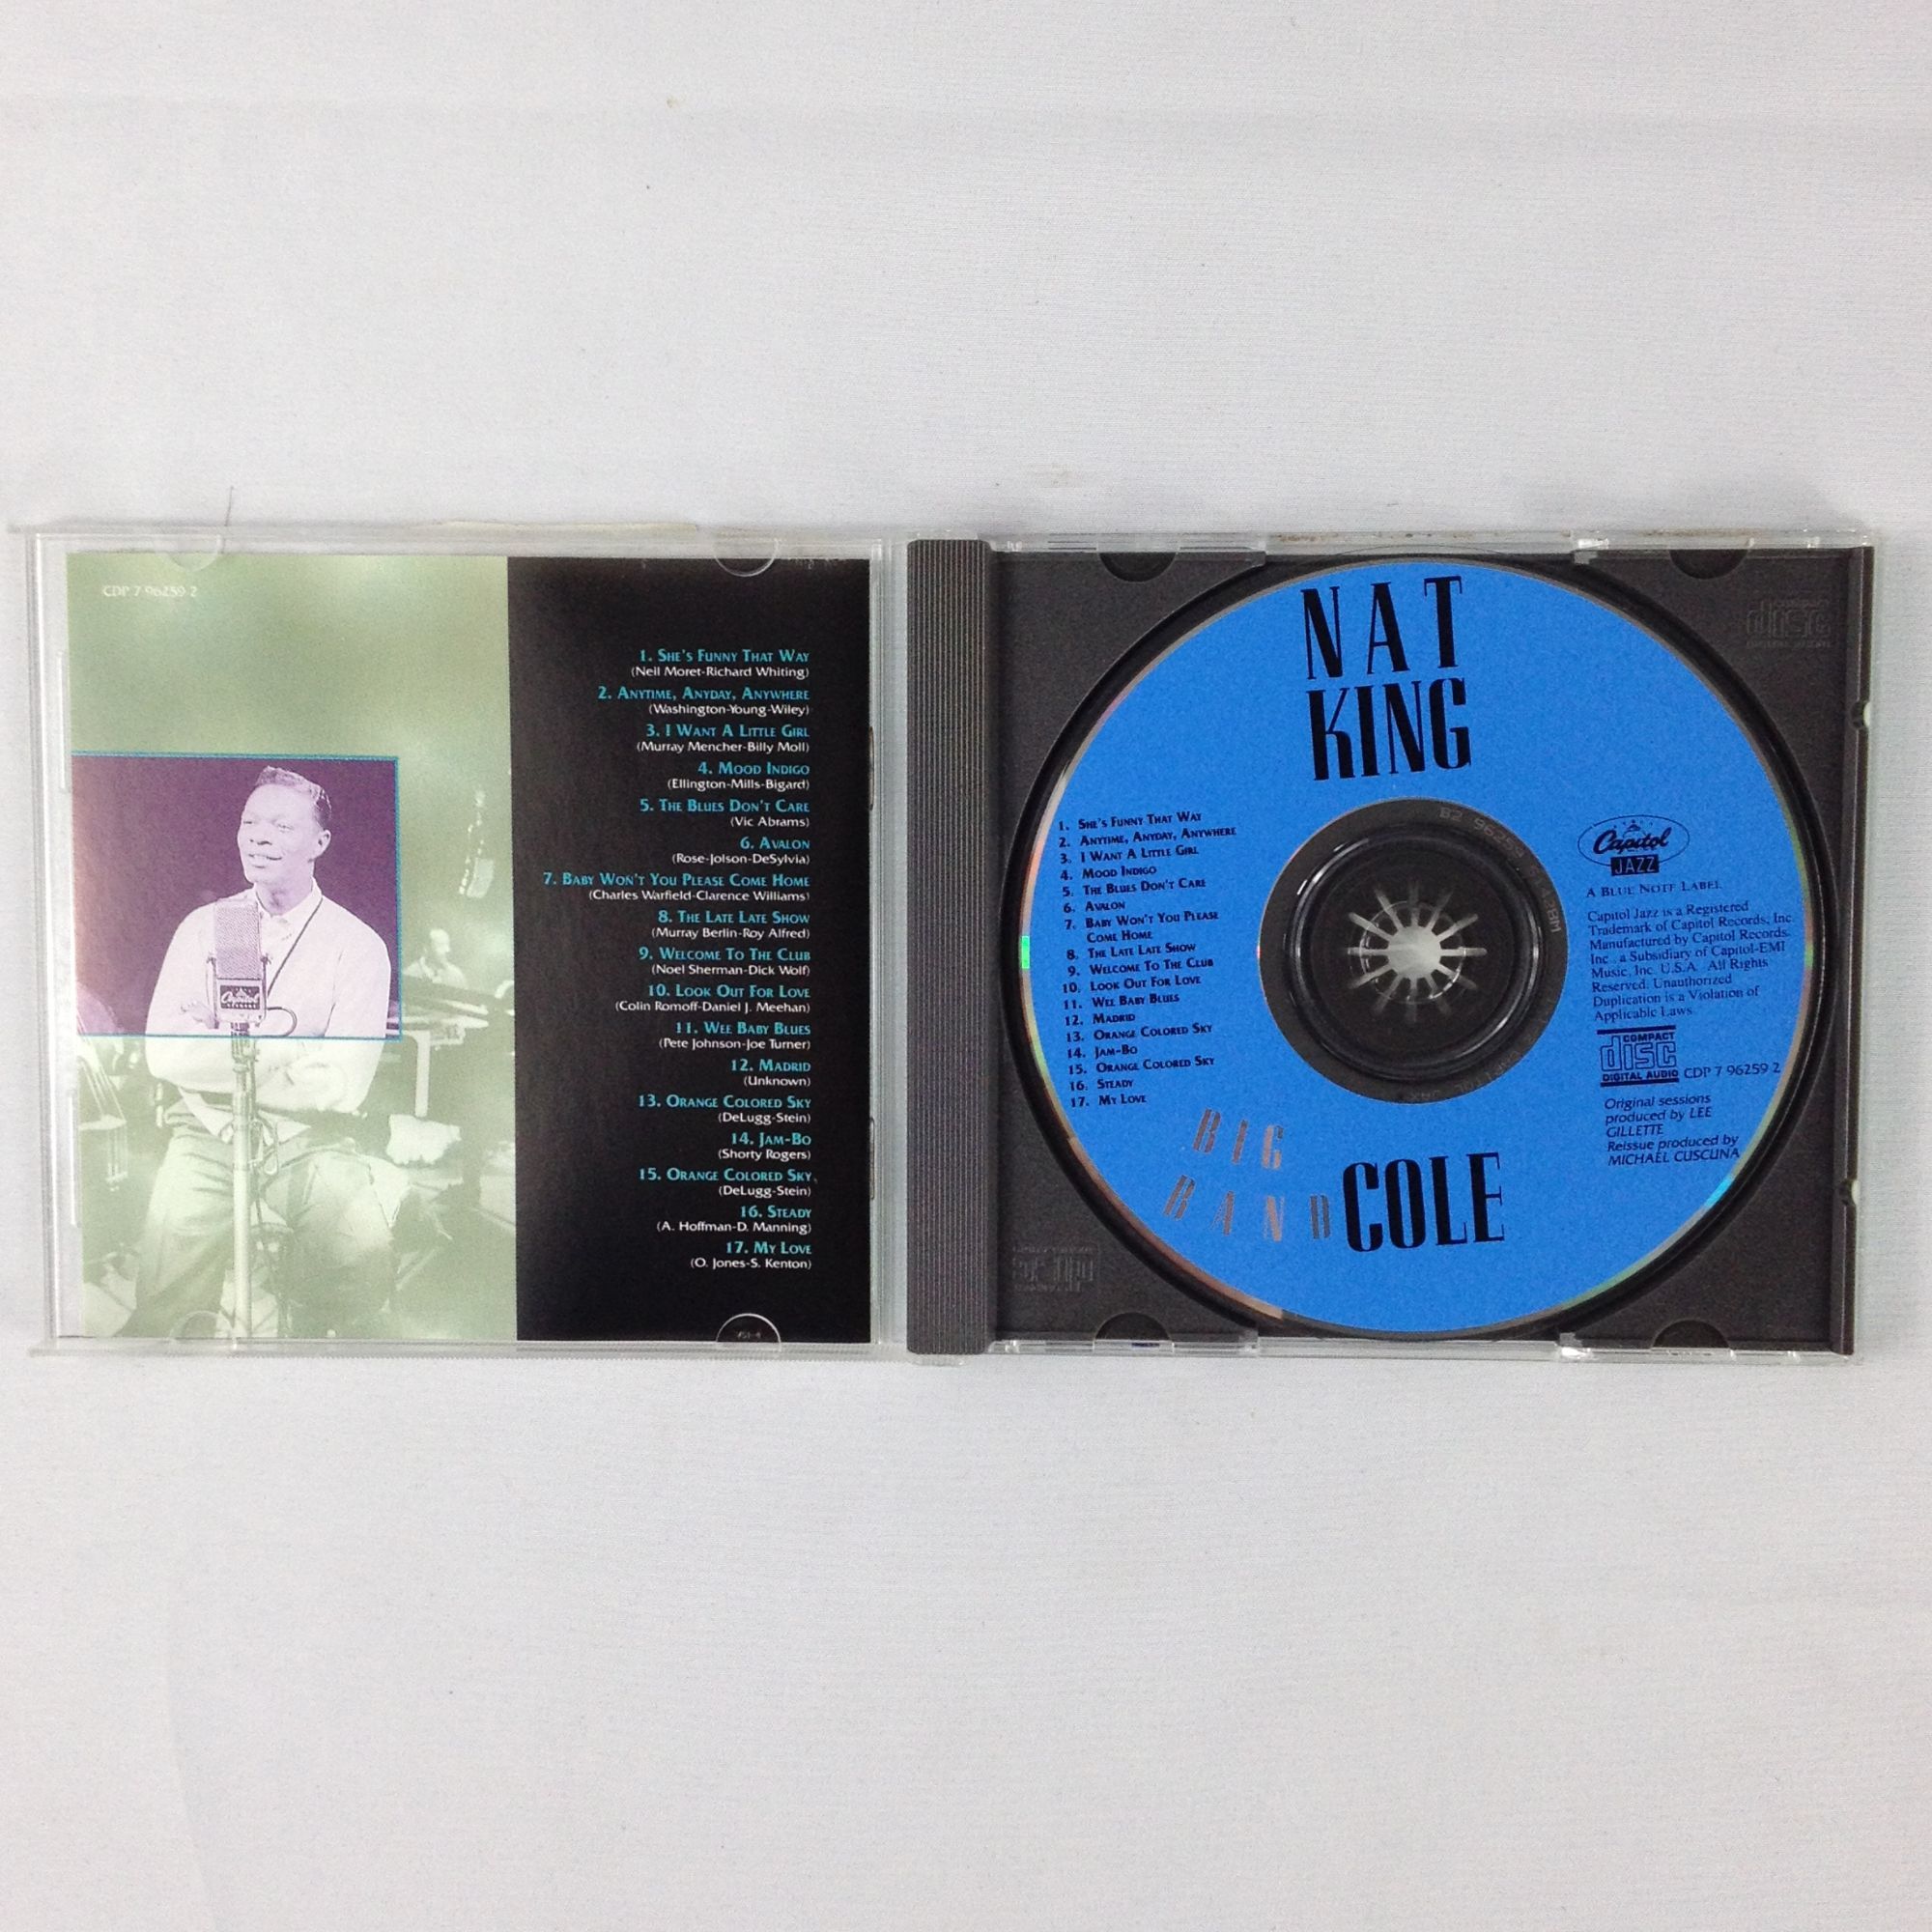 CDP 7 96259 2
1. SHE'S FUNNY THAT WAY
(Neil Moret-Richard Whiting)
2. ANYTIME, ANYDAY, ANYWHERE
(Washington-Young-Wiley)
3. I WANT A LITTLE GIRL
(Murray Mencher-Billy Moll)
4. MOOD INDIGO
(Ellington-Mills-Bigard)
5. THE BLUES DON'T CARE
(Vic Abrams)
6. AVALON
(Rose-Jolson-DeSylvia)
7. BABY WON'T YOU PLEASE COME HOME
(Charles Warfield-Clarence Williams)
8. THE LATE LATE SHOW
(Murray Berlin-Roy Alfred)
9. WELCOME TO THE CLUB
(Noel Sherman-Dick Wolf)
10. LOOK OUT FOR LOVE
(Colin Romoff-Daniel J. Meehan)
11. WEE BABY BLUES
(Pete Johnson-Joe Turner)
12. MADRID
(Unknown)
13. ORANGE COLORED SKY
(DeLugg-Stein)
14. JAM-BO
(Shorty Rogers)
15. ORANGE COLORED SKY
(DeLugg-Stein)
16. STEADY
(A. Hoffman-D. Manning)
17. MY LOVE
(O. Jones-S. Kenton)
Capitol
NAT
KING
1. SHE'S FUNNY THAT WAY
2. ANYTIME, ANYDAY, ANYWHERE
3. I WANT A LITTLE GIRL
4. MOOD INDIGO
5. THE BLUES DON'T CARE
6. AVALON
7. BABY WON'T YOU PLEASE
COME HOME
8. THE LATE LATE SHOW
9. WELCOME TO THE CLUB
10. LOOK OUT FOR LOVE
11. WEE BABY BLUES
12. MADRID
13. ORANGE COLORED SKY
14. JAM-BO
15. ORANGE COLORED SKY
16. STEADY
17. MY LOVE
BIG
BAND
COLE
Capitol
JAZZ
A BLUE NOTE LABEL
Capitol Jazz is a Registered
Trademark of Capitol Records, Inc.
Manufactured by Capitol Records,
Inc., a Subsidiary of Capitol-EMI
Music, Inc. U.S.A. All Rights
Reserved. Unauthorized
Duplication is a Violation of
Applicable Laws.
COMPACT
disc
DIGITAL AUDIO
CDP 7 96259 2
Original sessions
produced by LEE
GILLETTE
Reissue produced by
MICHAEL CUSCUNA
disc